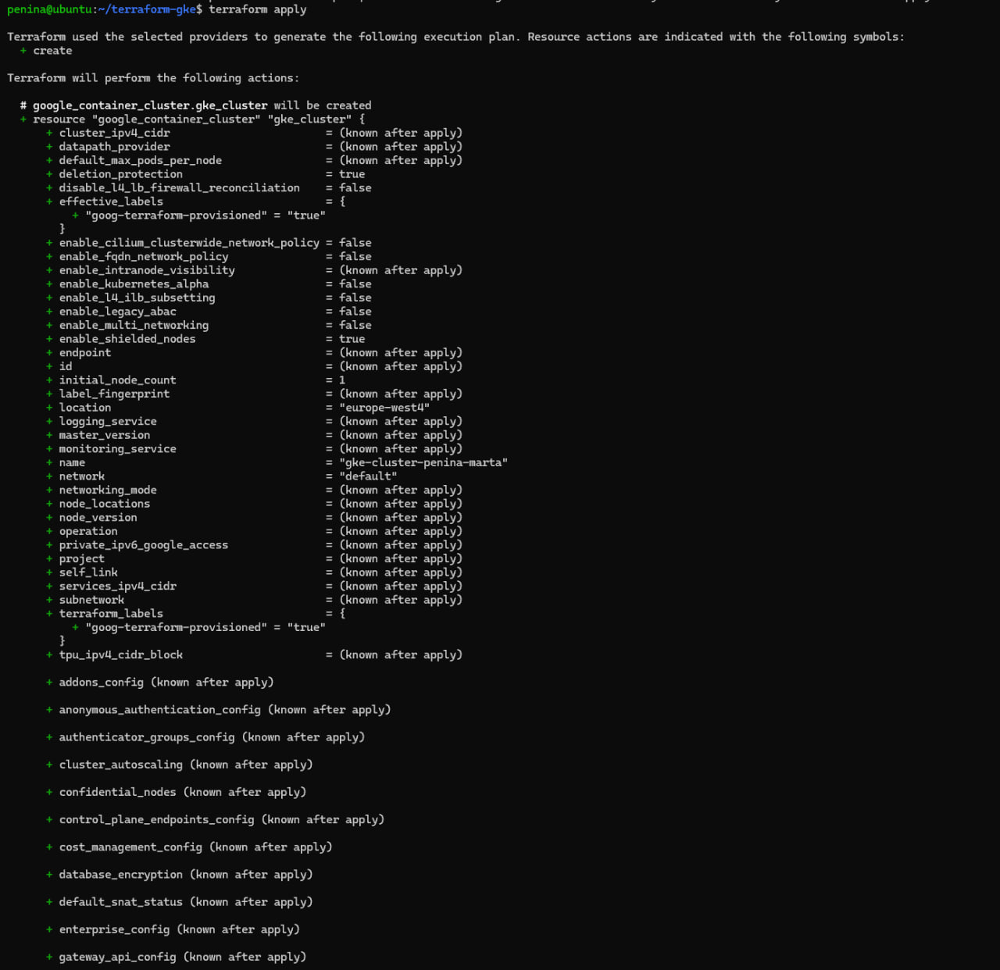 penina@ubuntu:~/terraform-gke$ terraform apply
Terraform used the selected providers to generate the following execution plan. Resource actions are indicated with the following symbols:
+ create
Terraform will perform the following actions:
# google_container_cluster.gke_cluster will be created
+ resource "google_container_cluster" "gke_cluster" {
+ cluster_ipv4_cidr = (known after apply)
+ datapath_provider = (known after apply)
+ default_max_pods_per_node = (known after apply)
+ deletion_protection = true
+ disable_l4_lb_firewall_reconciliation = false
+ effective_labels = {
+ "goog-terraform-provisioned" = "true"
}
+ enable_cilium_clusterwide_network_policy = false
+ enable_fqdn_network_policy = false
+ enable_intranode_visibility = (known after apply)
+ enable_kubernetes_alpha = false
+ enable_l4_ilb_subsetting = false
+ enable_legacy_abac = false
+ enable_multi_networking = false
+ enable_shielded_nodes = true
+ endpoint = (known after apply)
+ id = (known after apply)
+ initial_node_count = 1
+ label_fingerprint = (known after apply)
+ location = "europe-west4"
+ logging_service = (known after apply)
+ master_version = (known after apply)
+ monitoring_service = (known after apply)
+ name = "gke-cluster-penina-marta"
+ network = "default"
+ networking_mode = (known after apply)
+ node_locations = (known after apply)
+ node_version = (known after apply)
+ operation = (known after apply)
+ private_ipv6_google_access = (known after apply)
+ project = (known after apply)
+ self_link = (known after apply)
+ services_ipv4_cidr = (known after apply)
+ subnetwork = (known after apply)
+ terraform_labels = {
+ "goog-terraform-provisioned" = "true"
}
+ tpu_ipv4_cidr_block = (known after apply)
+ addons_config (known after apply)
+ anonymous_authentication_config (known after apply)
+ authenticator_groups_config (known after apply)
+ cluster_autoscaling (known after apply)
+ confidential_nodes (known after apply)
+ control_plane_endpoints_config (known after apply)
+ cost_management_config (known after apply)
+ database_encryption (known after apply)
+ default_snat_status (known after apply)
+ enterprise_config (known after apply)
+ gateway_api_config (known after apply)